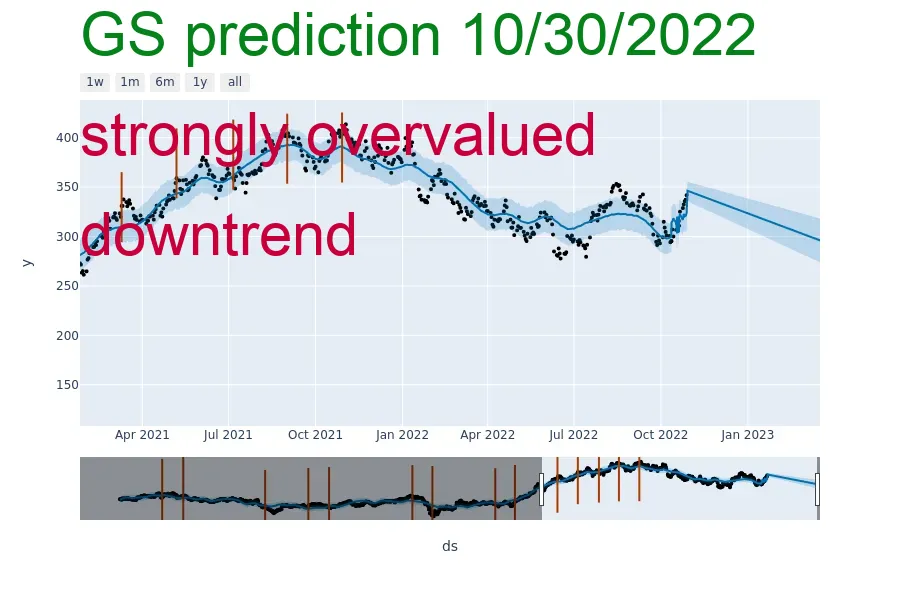 GS prediction 10/30/2022
1w 1m 6m 1y all
strongly overvalued
downtrend
400
350
300
250
200
150
y
Apr 2021 Jul 2021 Oct 2021 Jan 2022 Apr 2022 Jul 2022 Oct 2022 Jan 2023
ds